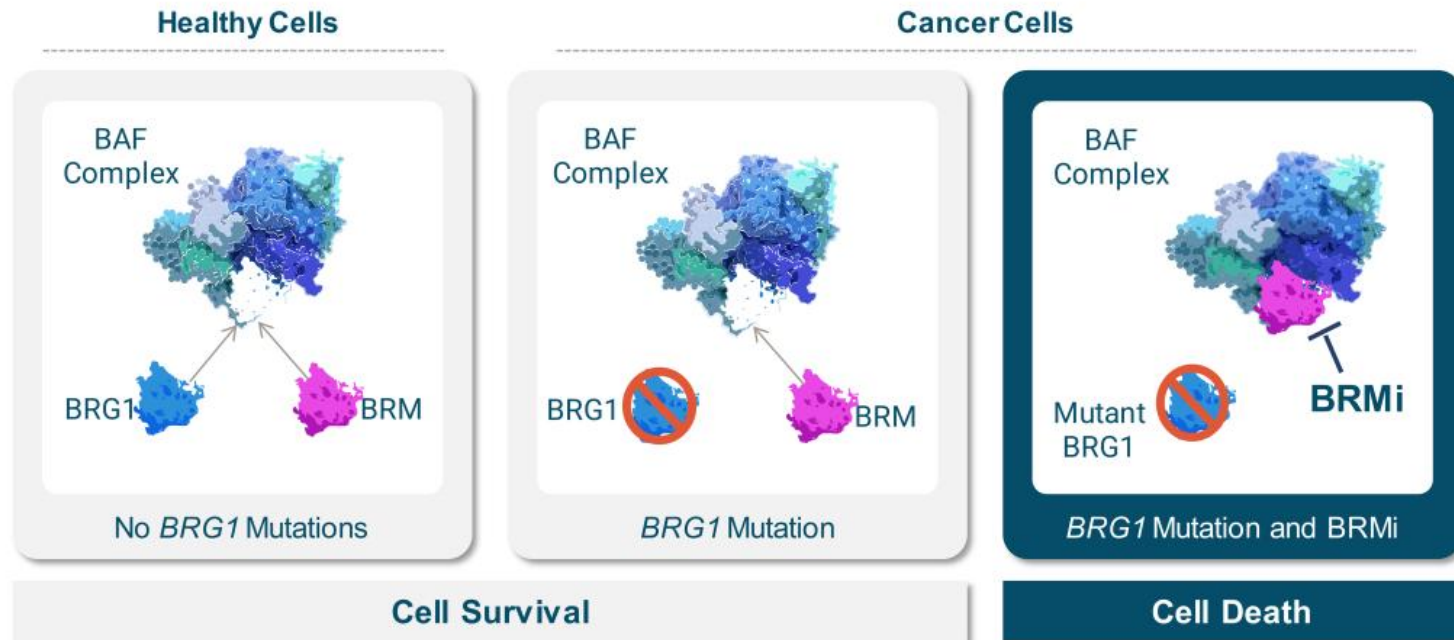 Healthy Cells
Cancer Cells
BAF
Complex
BRG1
BRM
No BRG1 Mutations
BAF
Complex
BRG1
BRM
BRG1 Mutation
BAF
Complex
Mutant
BRG1
BRMi
BRG1 Mutation and BRMi
Cell Survival
Cell Death